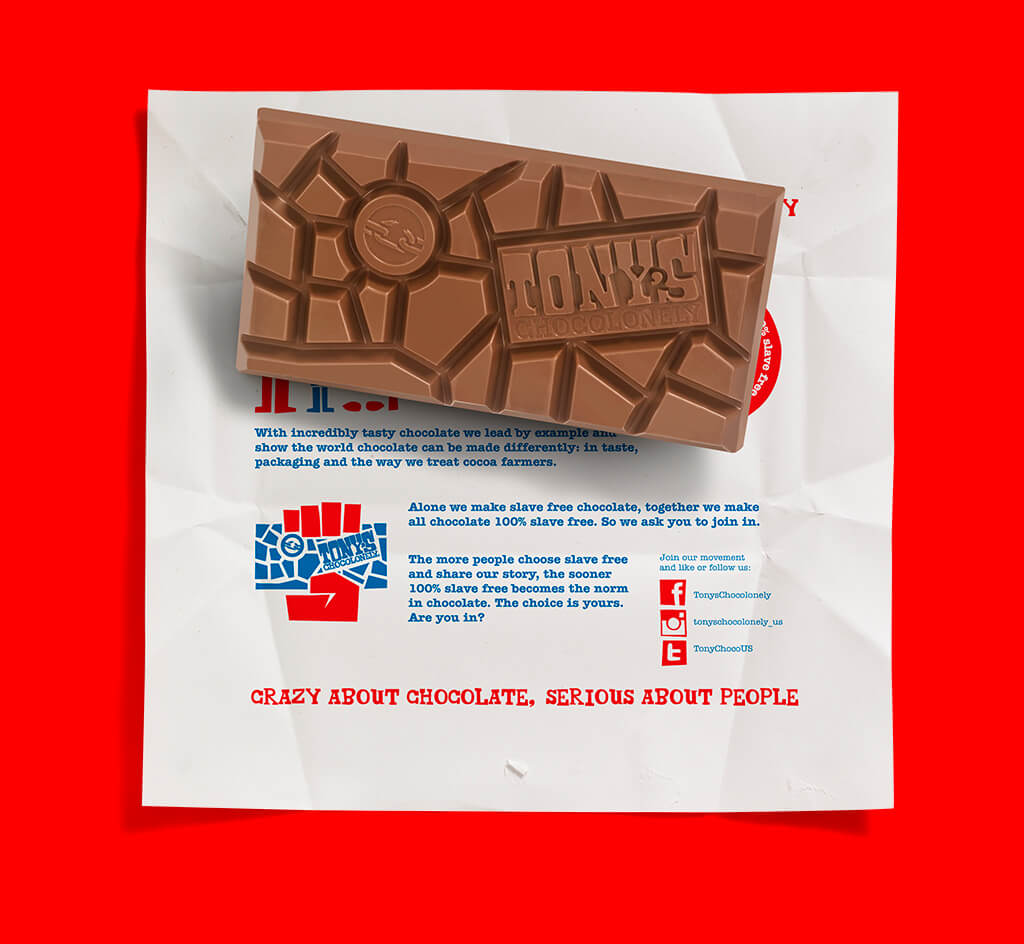 Y
TONY'S
CHOCOLONELY
% slave free
With incredibly tasty chocolate we lead by example and
show the world chocolate can be made differently: in taste,
packaging and the way we treat cocoa farmers.
Alone we make slave free chocolate, together we make
all chocolate 100% slave free. So we ask you to join in.
TONY'S
CHOCOLONELY
The more people choose slave free
and share our story, the sooner
100% slave free becomes the norm
in chocolate. The choice is yours.
Are you in?
Join our movement
and like or follow us:
f TonysChocolonely
tonyschocolonely_us
t TonyChocoUS
CRAZY ABOUT CHOCOLATE, SERIOUS ABOUT PEOPLE